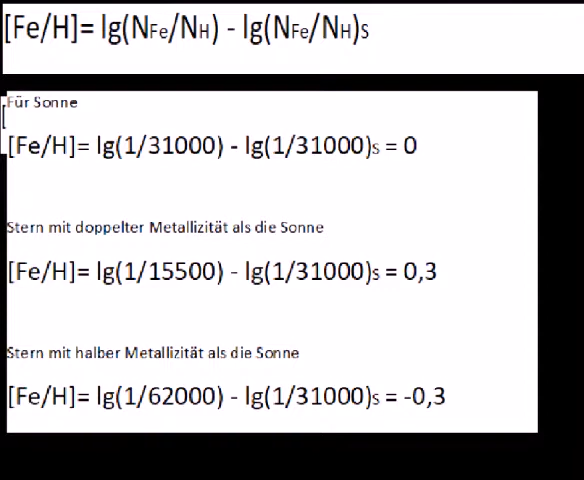 [Fe/H]= lg(NFe/NH) - lg(NFe/NH)s
Für Sonne
[
[Fe/H]= lg(1/31000) - lg(1/31000)s = 0
Stern mit doppelter Metallizität als die Sonne
[Fe/H]= lg(1/15500) - lg(1/31000)s = 0,3
Stern mit halber Metallizität als die Sonne
[Fe/H]= lg(1/62000) - lg(1/31000)s = -0,3